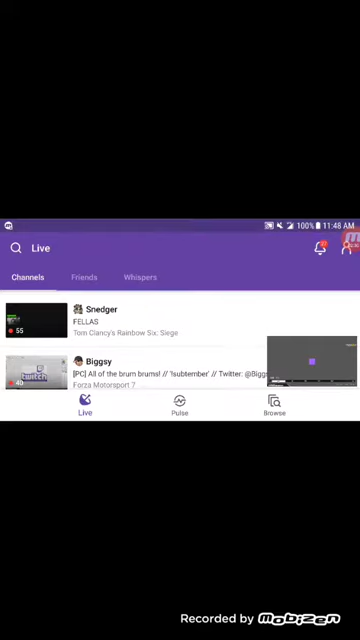 100% 11:48 AM
Live
27
Channels Friends Whispers
Snedger
FELLAS
55
Tom Clancy's Rainbow Six: Siege
Biggsy
twitch
[PC] All of the brum brums! // !subtember // Twitter: @Biggs
40
Forza Motorsport 7
Live Pulse Browse
Recorded by MOBIZEN